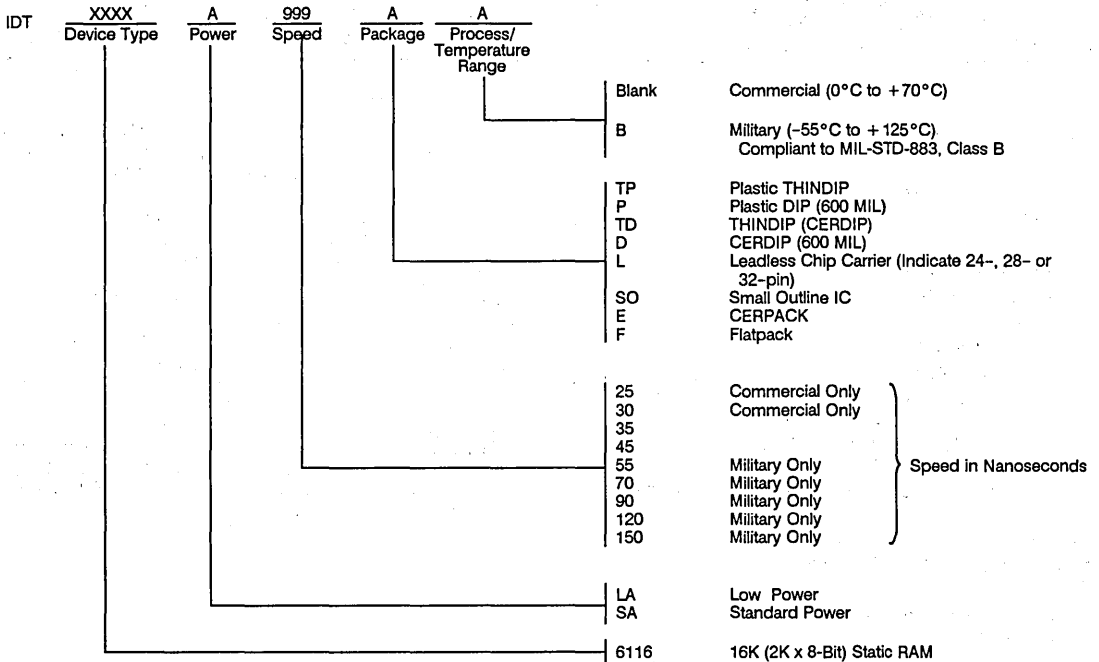 IDT XXXX A 999 A A
Device Type Power Speed Package Process/
Temperature
Range
Blank Commercial (0°C to +70°C)
B Military (–55°C to +125°C)
Compliant to MIL-STD-883, Class B
TP Plastic THINDIP
P Plastic DIP (600 MIL)
TD THINDIP (CERDIP)
D CERDIP (600 MIL)
L Leadless Chip Carrier (Indicate 24–, 28– or
32–pin)
SO Small Outline IC
E CERPACK
F Flatpack
25 Commercial Only
30 Commercial Only
35
45
55 Military Only Speed in Nanoseconds
70 Military Only
90 Military Only
120 Military Only
150 Military Only
LA Low Power
SA Standard Power
6116 16K (2K x 8-Bit) Static RAM